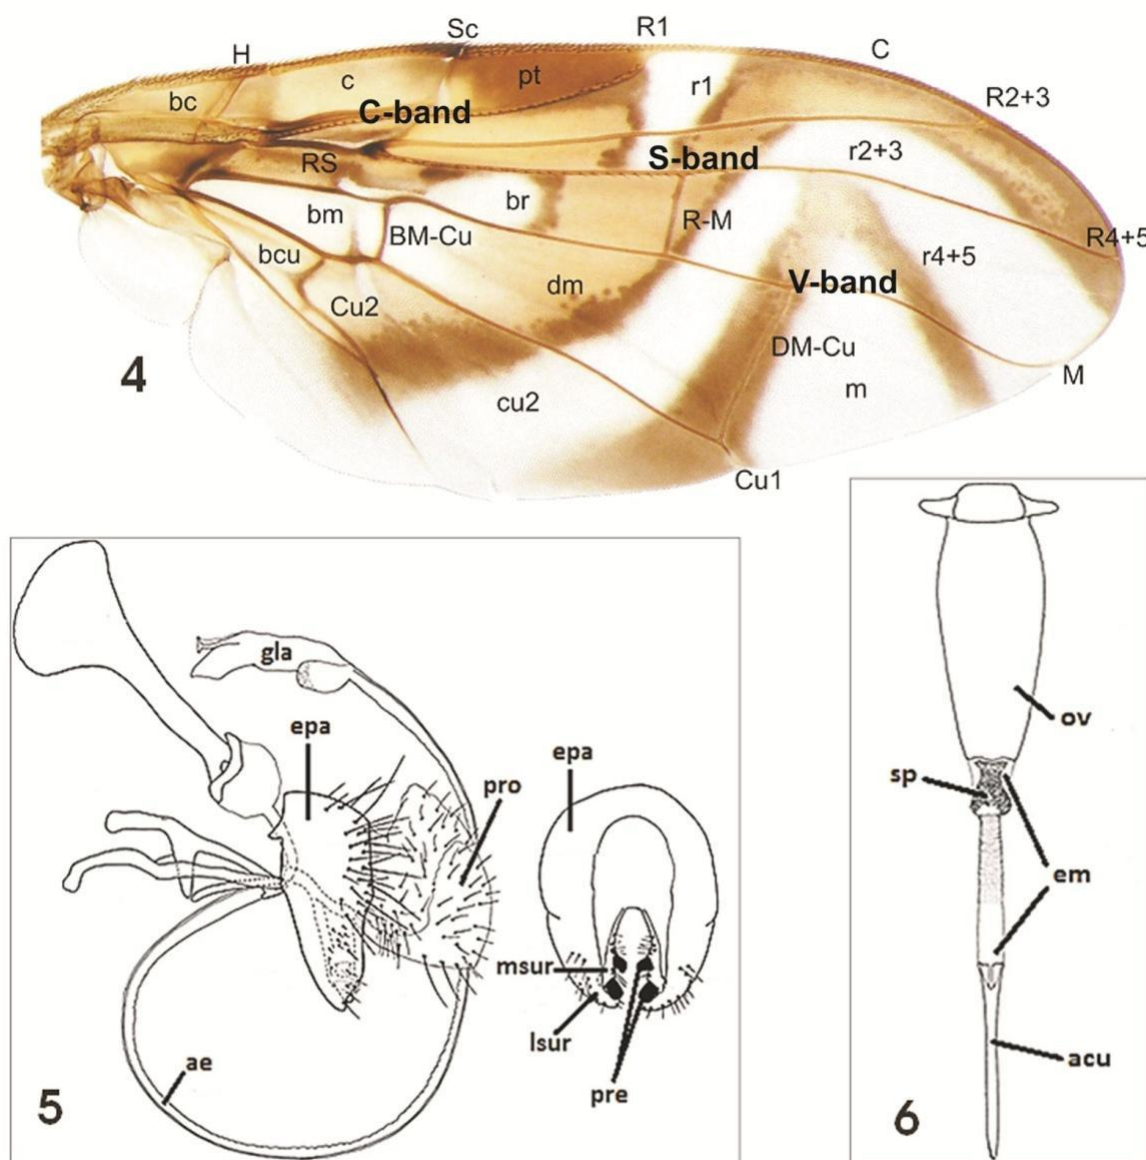 Sc
R1
H
C
bc
c
pt
r1
R2+3
C-band
RS
S-band
r2+3
bm
br
BM-Cu
R-M
R4+5
bcu
r4+5
dm
V-band
Cu2
DM-Cu
4
M
cu2
m
Cu1
gla
epa
epa
pro
msur
lsur
ae
pre
5
ov
sp
em
acu
6